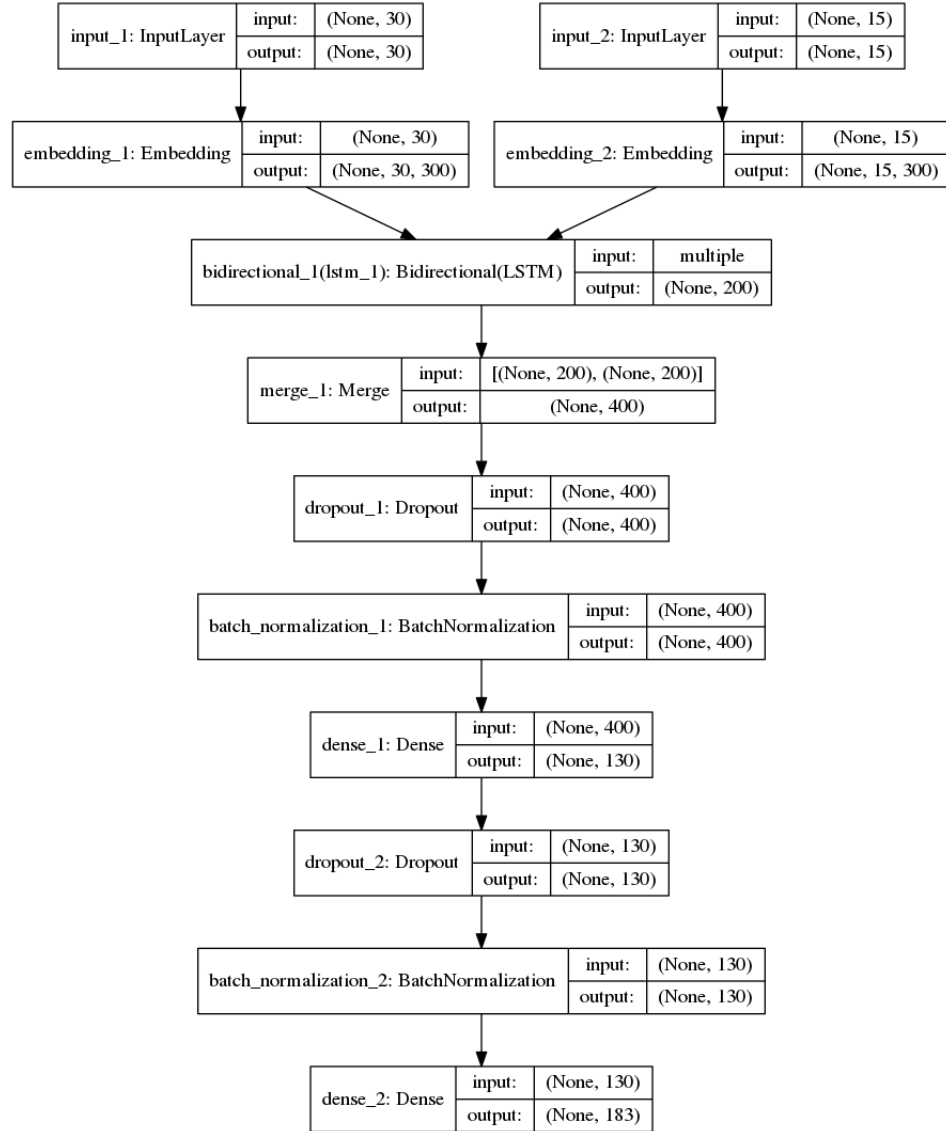 input_1: InputLayer
input: (None, 30)
output: (None, 30)
input_2: InputLayer
input: (None, 15)
output: (None, 15)
embedding_1: Embedding
input: (None, 30)
output: (None, 30, 300)
embedding_2: Embedding
input: (None, 15)
output: (None, 15, 300)
bidirectional_1(lstm_1): Bidirectional(LSTM)
input: multiple
output: (None, 200)
merge_1: Merge
input: [(None, 200), (None, 200)]
output: (None, 400)
dropout_1: Dropout
input: (None, 400)
output: (None, 400)
batch_normalization_1: BatchNormalization
input: (None, 400)
output: (None, 400)
dense_1: Dense
input: (None, 400)
output: (None, 130)
dropout_2: Dropout
input: (None, 130)
output: (None, 130)
batch_normalization_2: BatchNormalization
input: (None, 130)
output: (None, 130)
dense_2: Dense
input: (None, 130)
output: (None, 183)